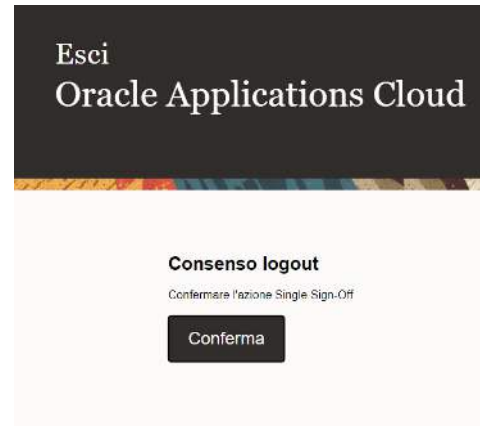 Esci
Oracle Applications Cloud
Consenso logout
Confermare l'azione Single Sign-Off
Conferma